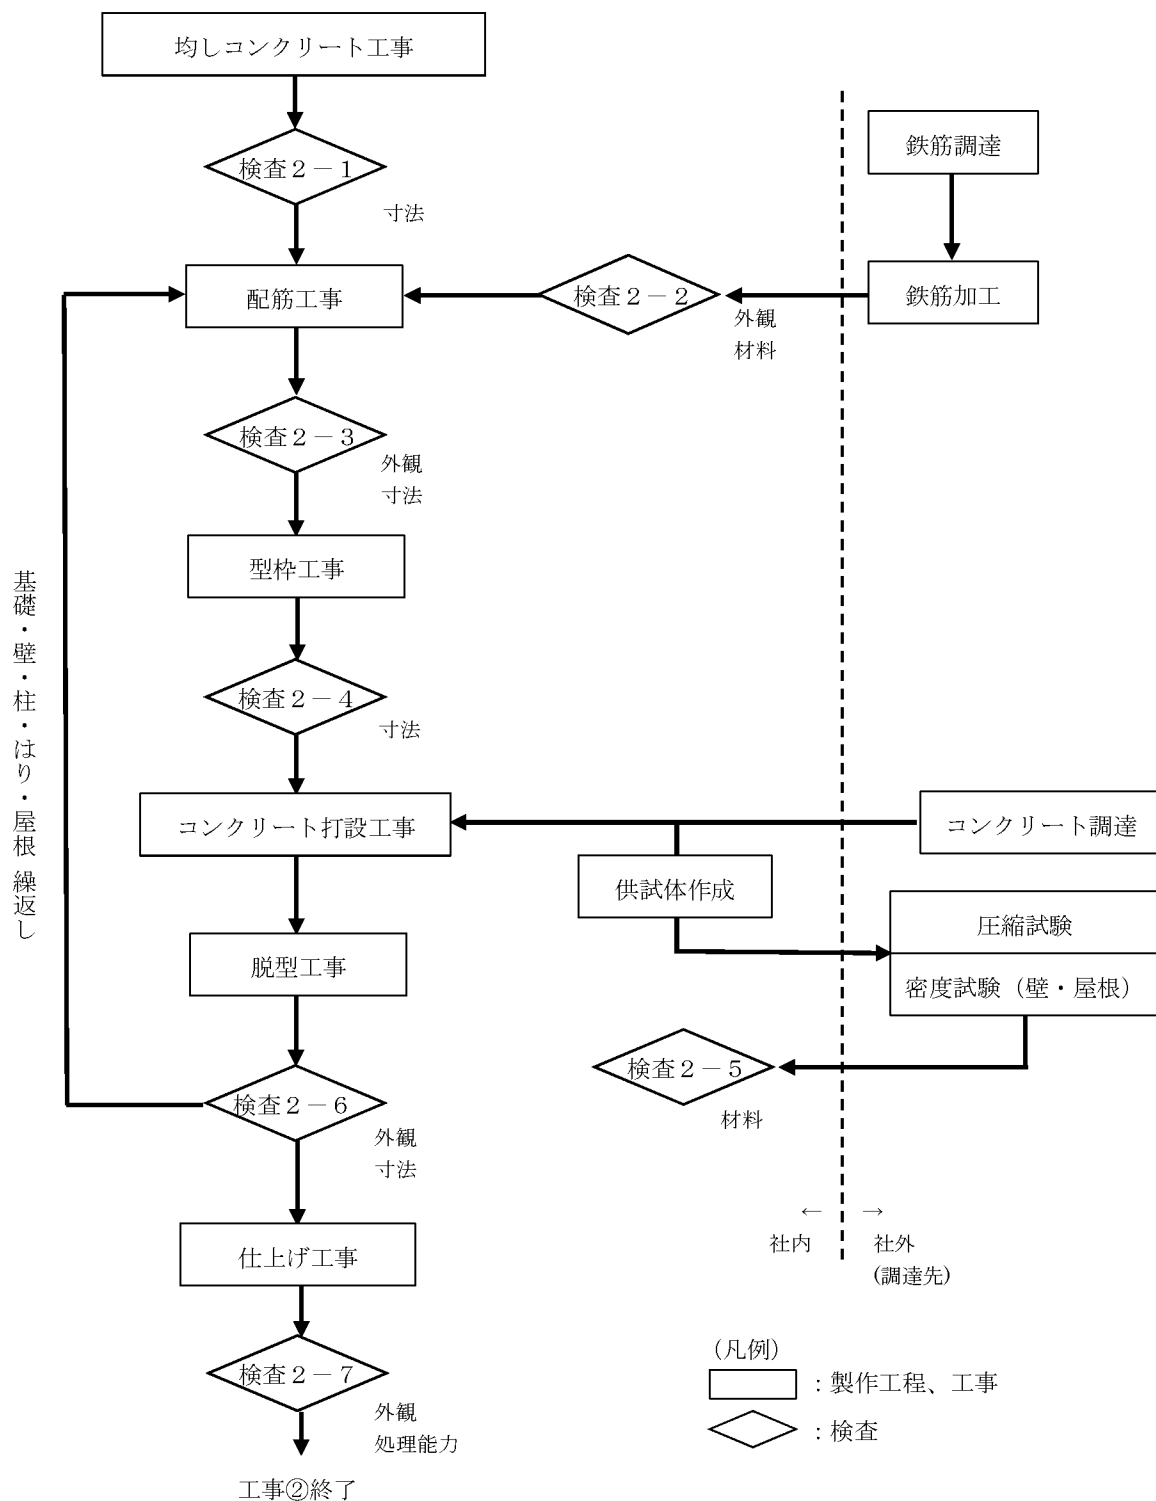 均しコンクリート工事
検査２－１
寸法
鉄筋調達
配筋工事
検査２－２
外観
材料
鉄筋加工
検査２－３
外観
寸法
型枠工事
検査２－４
寸法
基礎・壁・柱・はり・屋根 繰返し
コンクリート打設工事
コンクリート調達
供試体作成
圧縮試験
密度試験（壁・屋根）
脱型工事
検査２－５
材料
検査２－６
外観
寸法
← →
社内 社外
(調達先)
仕上げ工事
検査２－７
外観
処理能力
工事②終了
（凡例）
：製作工程、工事
：検査